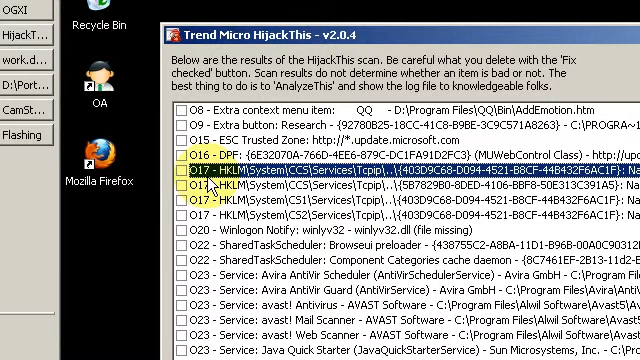 OGXI
HijackT...
work.d...
D:\Port...
CamSt...
Flashing
Recycle Bin
OA
Mozilla Firefox
Trend Micro HijackThis - v2.0.4
Below are the results of the HijackThis scan. Be careful what you delete with the 'Fix
checked' button. Scan results do not determine whether an item is bad or not. The
best thing to do is to 'AnalyzeThis' and show the log file to knowledgeable folks.
O8 - Extra context menu item: QQ - D:\Program Files\QQ\Bin\AddEmotion.htm
O9 - Extra button: Research - {92780B25-18CC-41C8-B9BE-3C9C571A8263} - C:\PROGRA~
O15 - ESC Trusted Zone: http://*.update.microsoft.com
O16 - DPF: {6E32070A-766D-4EE6-879C-DC1FA91D2FC3} (MUWebControl Class) - http://upd
O17 - HKLM\System\CCS\Services\Tcpip\..\{403D9C68-D094-4521-B8CF-44B432F6AC1F}: Na
O17 - HKLM\System\CCS\Services\Tcpip\..\{5B7829B0-8DED-4106-BBF8-50E313C391A5}: Na
O17 - HKLM\System\CS1\Services\Tcpip\..\{403D9C68-D094-4521-B8CF-44B432F6AC1F}: Na
O17 - HKLM\System\CS2\Services\Tcpip\..\{403D9C68-D094-4521-B8CF-44B432F6AC1F}: Na
O20 - Winlogon Notify: winlyv32 - winlyv32.dll (file missing)
O22 - SharedTaskScheduler: Browseui preloader - {438755C2-A8BA-11D1-B96B-00A0C90312
O22 - SharedTaskScheduler: Component Categories cache daemon - {8C7461EF-2B13-11d2-B
O23 - Service: Avira AntiVir Scheduler (AntiVirSchedulerService) - Avira GmbH - C:\Program F
O23 - Service: Avira AntiVir Guard (AntiVirService) - Avira GmbH - C:\Program Files
O23 - Service: avast! Antivirus - AVAST Software - C:\Program Files\Alwil Software\Avast5\A
O23 - Service: avast! Mail Scanner - AVAST Software - C:\Program Files\Alwil Software\Ava
O23 - Service: avast! Web Scanner - AVAST Software - C:\Program Files\Alwil Software\Ava
O23 - Service: Java Quick Starter (JavaQuickStarterService) - Sun Microsystems, Inc. - C:\